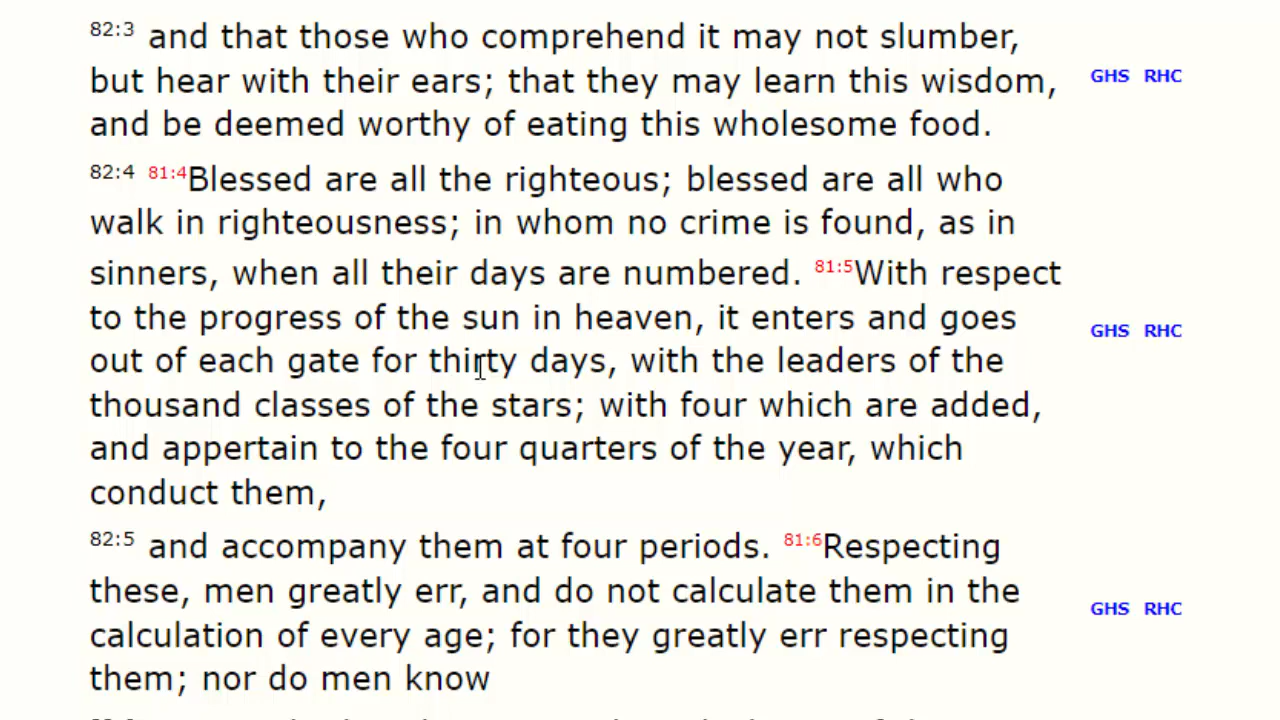 82:3 and that those who comprehend it may not slumber,
but hear with their ears; that they may learn this wisdom,
and be deemed worthy of eating this wholesome food.
GHS RHC
82:4 81:4Blessed are all the righteous; blessed are all who
walk in righteousness; in whom no crime is found, as in
sinners, when all their days are numbered. 81:5With respect
to the progress of the sun in heaven, it enters and goes
out of each gate for thirty days, with the leaders of the
thousand classes of the stars; with four which are added,
and appertain to the four quarters of the year, which
conduct them,
GHS RHC
82:5 and accompany them at four periods. 81:6Respecting
these, men greatly err, and do not calculate them in the
calculation of every age; for they greatly err respecting
them; nor do men know
GHS RHC